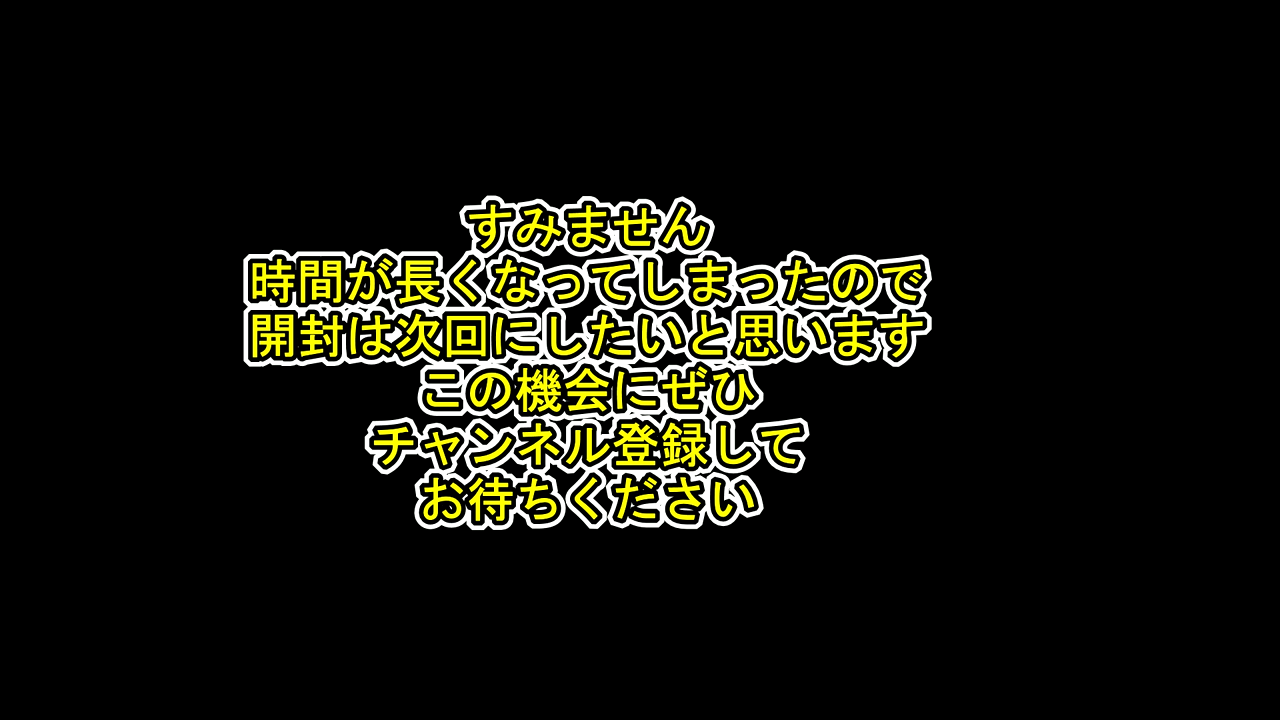 すみません
時間が長くなってしまったので
開封は次回にしたいと思います
この機会にぜひ
チャンネル登録して
お待ちください